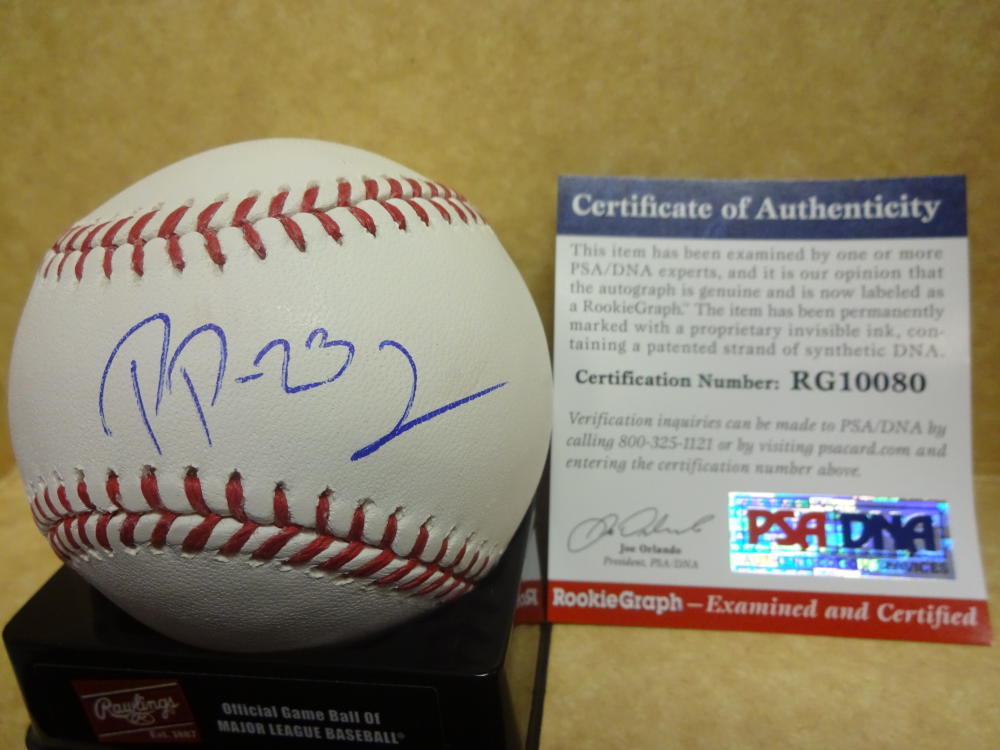 Certificate of Authenticity
This item has been examined by one or more
PSA/DNA experts, and it is our opinion that
the autograph is genuine and is now labeled as
a RookieGraph.™ The item has been permanently
marked with a proprietary invisible ink, con-
taining a patented strand of synthetic DNA.
Certification Number: RG10080
Verification inquiries can be made to PSA/DNA by
calling 800-325-1121 or by visiting psacard.com and
entering the certification number above.
Joe Orlando
President, PSA/DNA
PSA DNA
RookieGraph – Examined and Certified
Rawlings
Est. 1887
Official Game Ball Of
MAJOR LEAGUE BASEBALL®